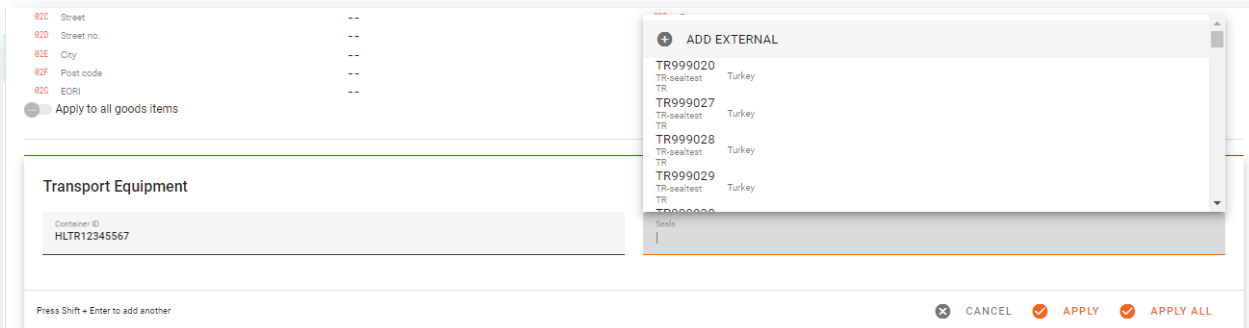 02C Street --
02D Street no. --
02E City --
02F Post code --
02G EORI --
Apply to all goods items
ADD EXTERNAL
TR999020
TR-sealtest Turkey
TR
TR999027
TR-sealtest Turkey
TR
TR999028
TR-sealtest Turkey
TR
TR999029
TR-sealtest Turkey
TR
Transport Equipment
Container ID
HLTR12345567
Seals
Press Shift + Enter to add another
CANCEL APPLY APPLY ALL